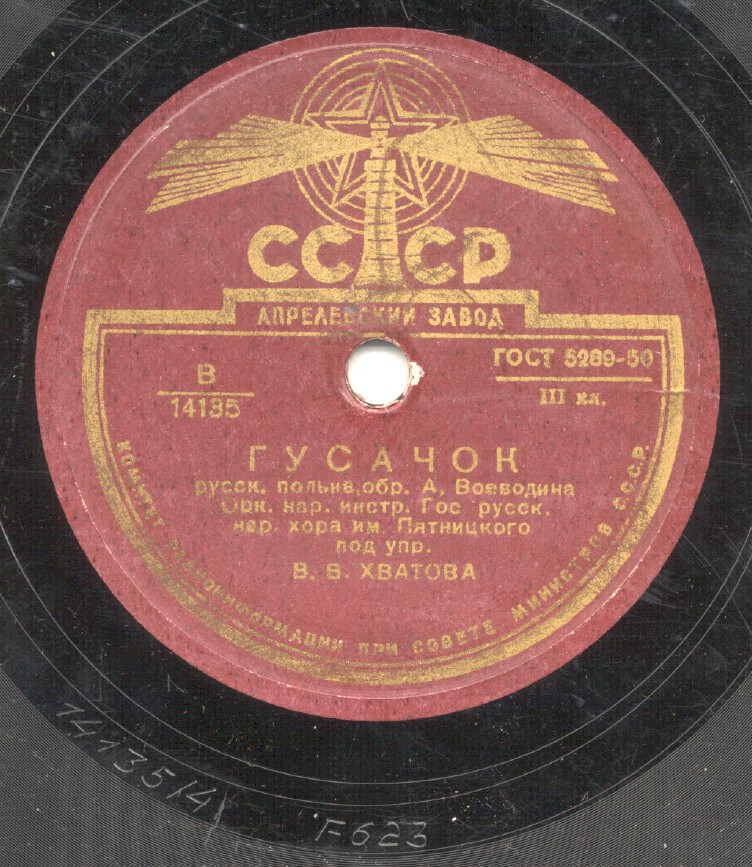 СССР
АПРЕЛЕВСКИЙ ЗАВОД
В
14135
ГОСТ 5289-50
III кл.
ГУСАЧОК
русск. полька, обр. А. Воеводина
Орк. нар. инстр. Гос русск.
нар. хора им. Пятницкого
под упр.
В. В. ХВАТОВА
КОМИТЕТ РАДИОИНФОРМАЦИИ ПРИ СОВЕТЕ МИНИСТРОВ СССР.
14135/4
F623